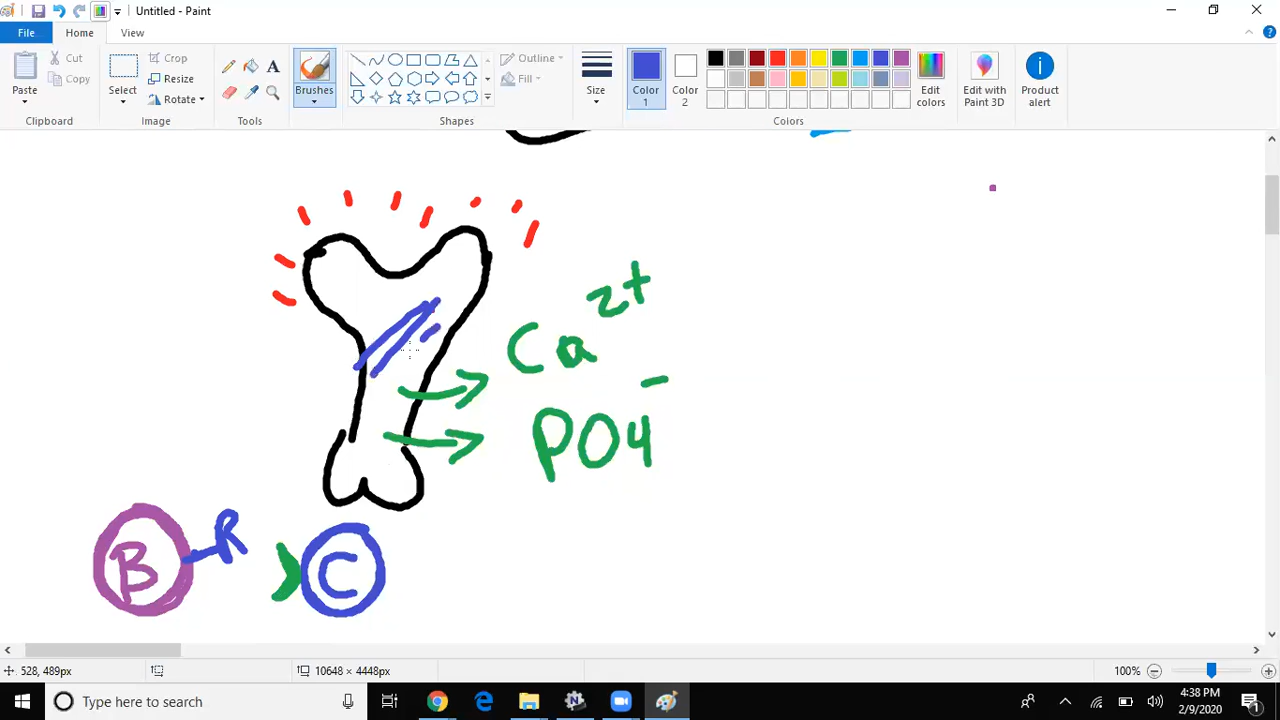 Untitled - Paint
File
Home
View
Paste
Cut
Copy
Clipboard
Select
Crop
Resize
Rotate
Image
A
Tools
Brushes
Shapes
Outline
Fill
Size
Color
1
Color
2
Edit
colors
Edit with
Paint 3D
Product
alert
Colors
Ca 2+
PO4 -
B R
C
528, 489px
10648 × 4448px
100%
Type here to search
4:38 PM
2/9/2020
1